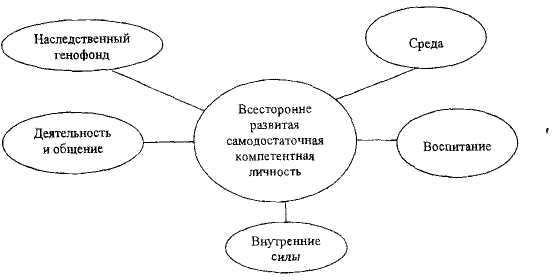 Наследственный
генофонд
Среда
Всесторонне
развитая
самодостаточная
компетентная
личность
Деятельность
и общение
Воспитание
Внутренние
силы